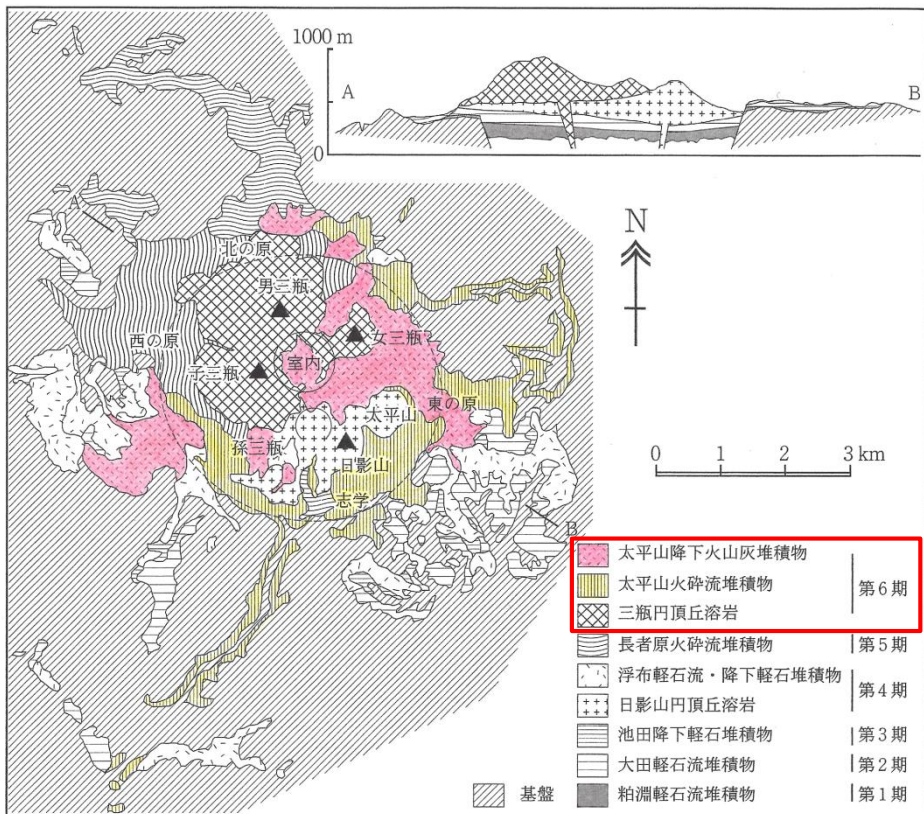 1000 m
A
B
0
N
A
北の原
男三瓶
西の原
女三瓶
室内
子三瓶
太平山
東の原
孫三瓶
日影山
志学
B
0 1 2 3 km
太平山降下火山灰堆積物
太平山火砕流堆積物 第6期
三瓶円頂丘溶岩
長者原火砕流堆積物 第5期
浮布軽石流・降下軽石堆積物 第4期
日影山円頂丘溶岩
池田降下軽石堆積物 第3期
大田軽石流堆積物 第2期
基盤 粕淵軽石流堆積物 第1期